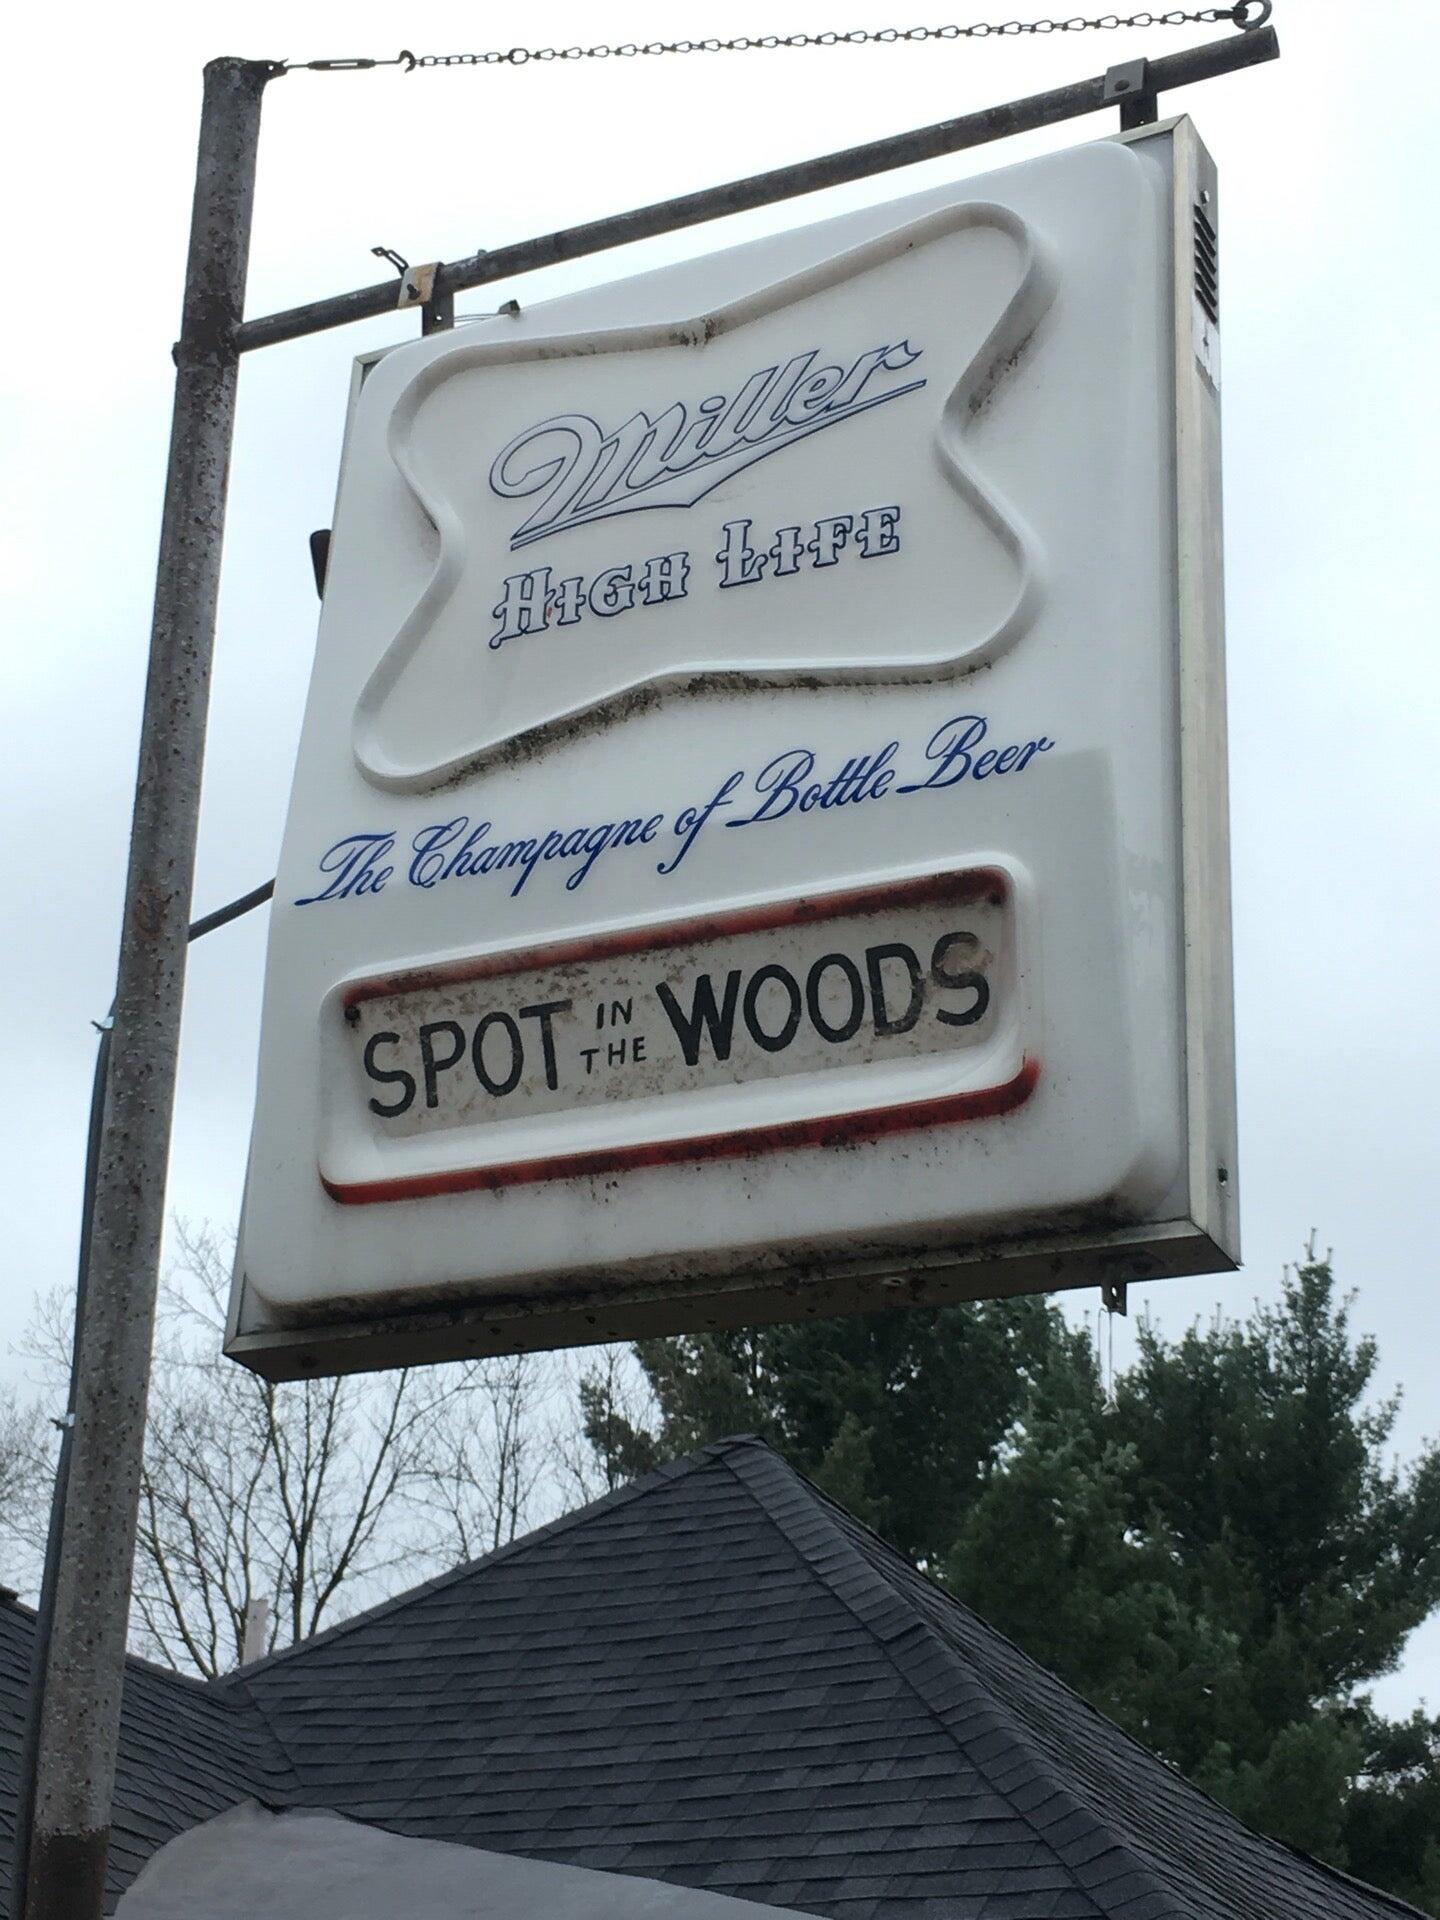 Miller
HIGH LIFE
The Champagne of Bottle Beer
SPOT IN THE WOODS